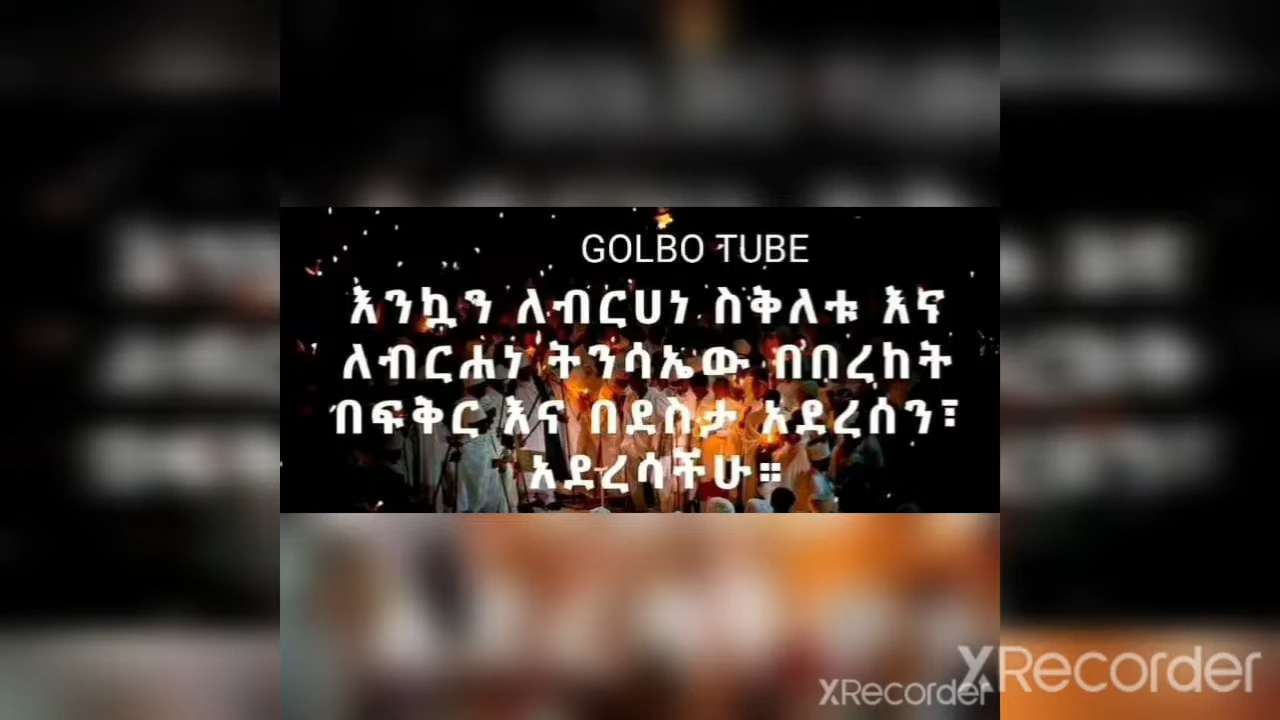 GOLBO TUBE
እንኳን ለብርሀነ ስቅለቱ እና
ለብርሐነ ትንሳኤው በበረከት
በፍቅር እና በደስታ አደረሰን፣
አደረሳችሁ።
XRecorder
XRecorder